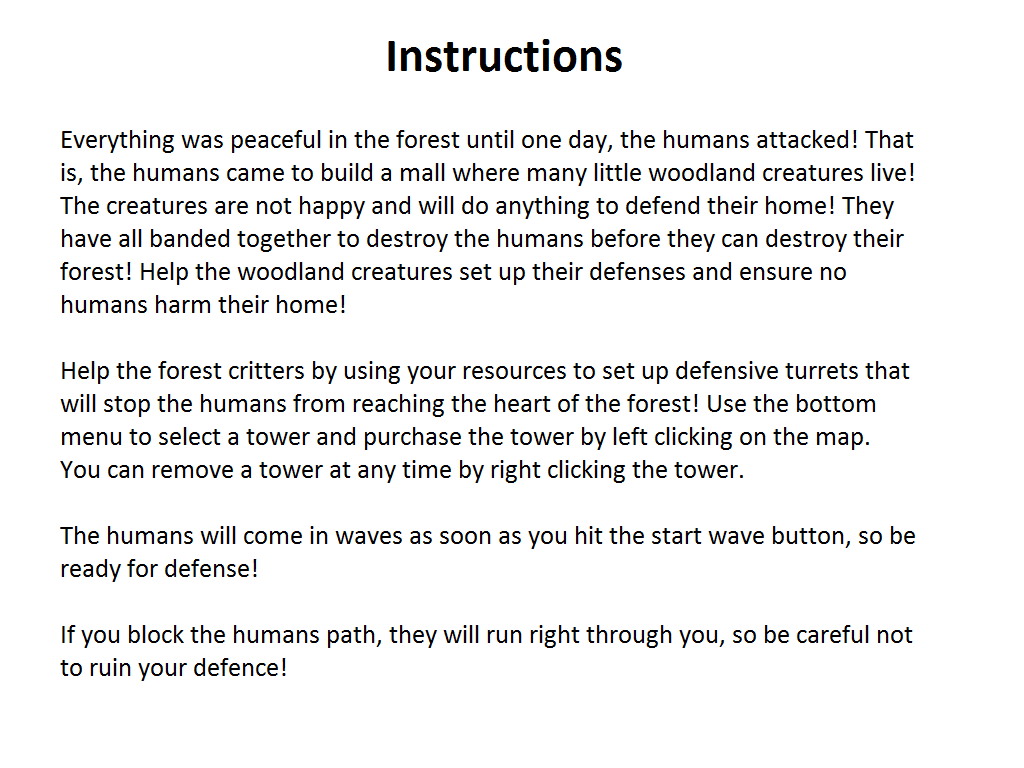 Instructions
Everything was peaceful in the forest until one day, the humans attacked! That
is, the humans came to build a mall where many little woodland creatures live!
The creatures are not happy and will do anything to defend their home! They
have all banded together to destroy the humans before they can destroy their
forest! Help the woodland creatures set up their defenses and ensure no
humans harm their home!
Help the forest critters by using your resources to set up defensive turrets that
will stop the humans from reaching the heart of the forest! Use the bottom
menu to select a tower and purchase the tower by left clicking on the map.
You can remove a tower at any time by right clicking the tower.
The humans will come in waves as soon as you hit the start wave button, so be
ready for defense!
If you block the humans path, they will run right through you, so be careful not
to ruin your defence!